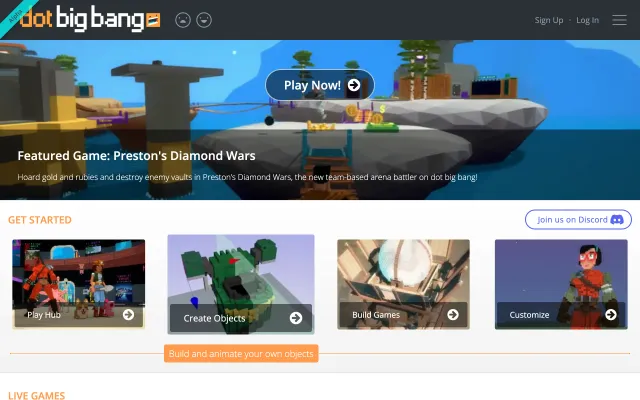 Alpha
dot big bang
Sign Up · Log In
Play Now!
Featured Game: Preston's Diamond Wars
Hoard gold and rubies and destroy enemy vaults in Preston's Diamond Wars, the new team-based arena battler on dot big bang!
GET STARTED
Join us on Discord
Play Hub
Create Objects
Build Games
Customize
Build and animate your own objects
LIVE GAMES